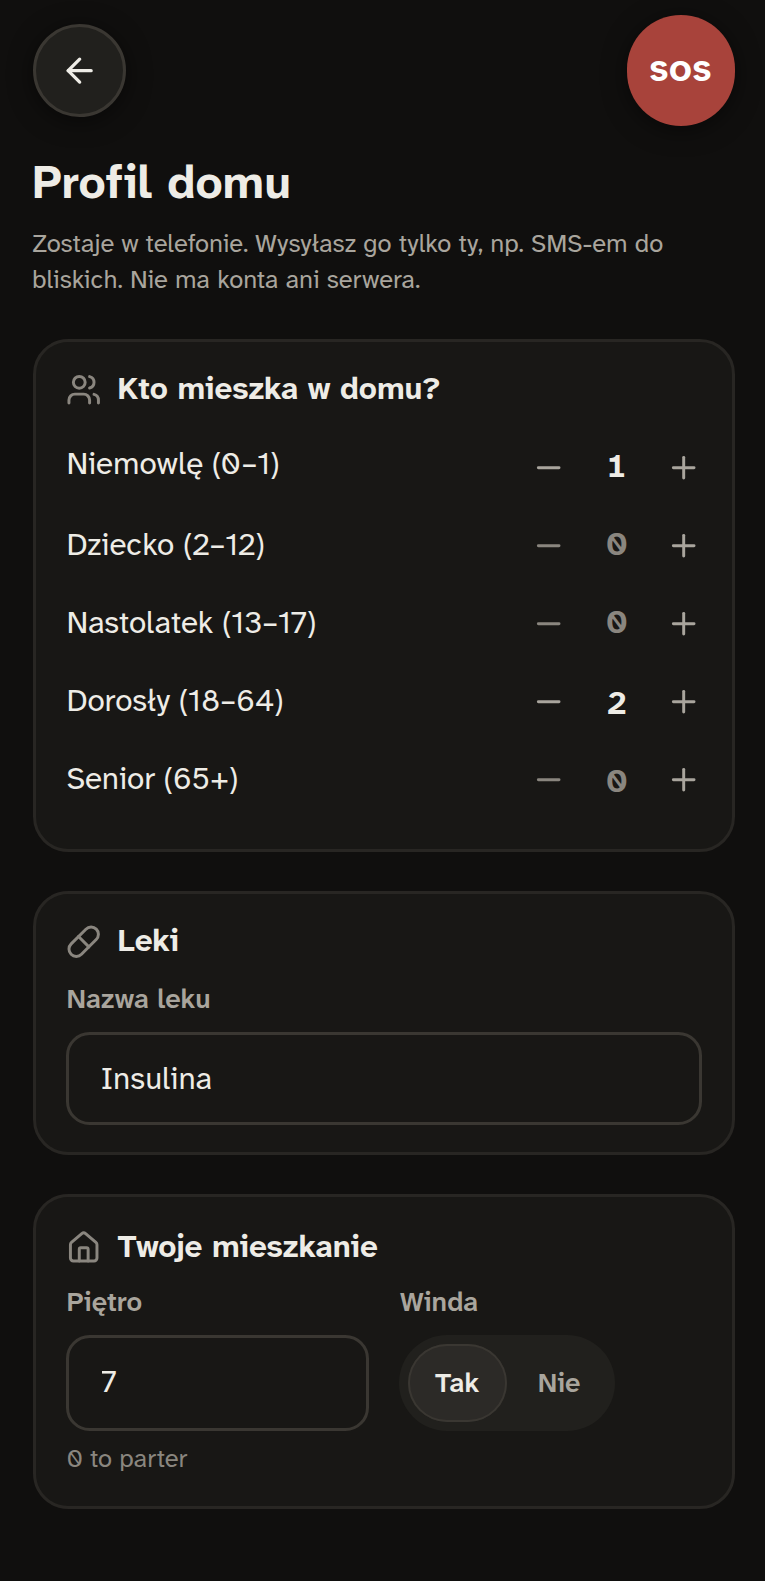 SOS
Profil domu
Zostaje w telefonie. Wysyłasz go tylko ty, np. SMS-em do
bliskich. Nie ma konta ani serwera.
Kto mieszka w domu?
Niemowlę (0–1) — 1 +
Dziecko (2–12) — 0 +
Nastolatek (13–17) — 0 +
Dorosły (18–64) — 2 +
Senior (65+) — 0 +
Leki
Nazwa leku
Insulina
Twoje mieszkanie
Piętro Winda
7 Tak Nie
0 to parter